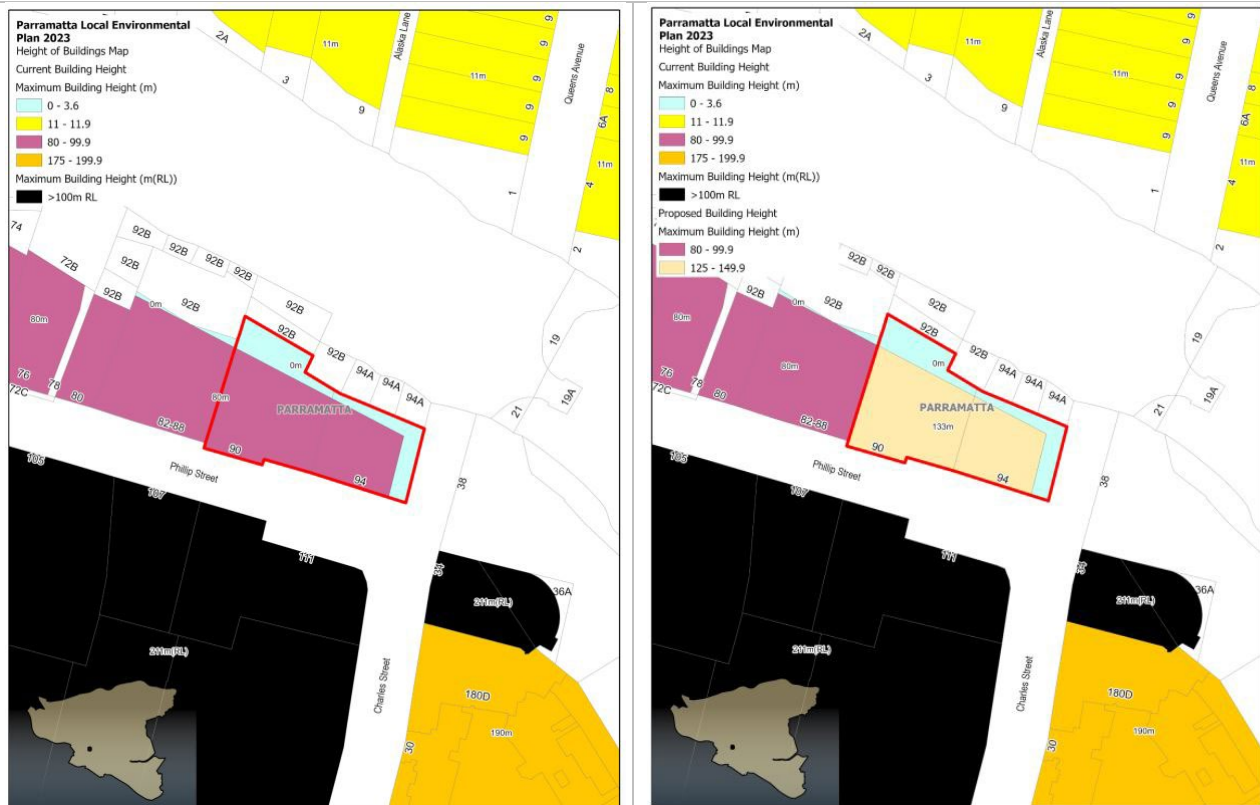 Parramatta Local Environmental
Plan 2023
Height of Buildings Map
Current Building Height
Maximum Building Height (m)
0 - 3.6
11 - 11.9
80 - 99.9
175 - 199.9
Maximum Building Height (m(RL))
>100m RL
2A
3
9
11m
Alaska Lane
11m
9
9
9
9
Queens Avenue
8
6A
11m
4
2
1
74
72B
92B
92B
92B
92B
92B
92B
92B
0m
92B
92B
92B
94A
94A
94A
0m
80m
80m
PARRAMATTA
76
72C
78
80
82-88
90
94
19
19A
21
38
105
Phillip Street
107
111
34
36A
211m(RL)
211m(RL)
Charles Street
180D
190m
30
Parramatta Local Environmental
Plan 2023
Height of Buildings Map
Current Building Height
Maximum Building Height (m)
0 - 3.6
11 - 11.9
80 - 99.9
175 - 199.9
Maximum Building Height (m(RL))
>100m RL
Proposed Building Height
Maximum Building Height (m)
80 - 99.9
125 - 149.9
2A
3
9
11m
Alaska Lane
11m
9
9
9
9
Queens Avenue
8
6A
11m
4
2
1
92B
92B
92B
0m
92B
92B
92B
94A
94A
94A
0m
80m
80m
PARRAMATTA
133m
76
72C
78
80
82-88
90
94
19
19A
21
38
105
Phillip Street
107
111
34
36A
211m(RL)
211m(RL)
Charles Street
180D
190m
30